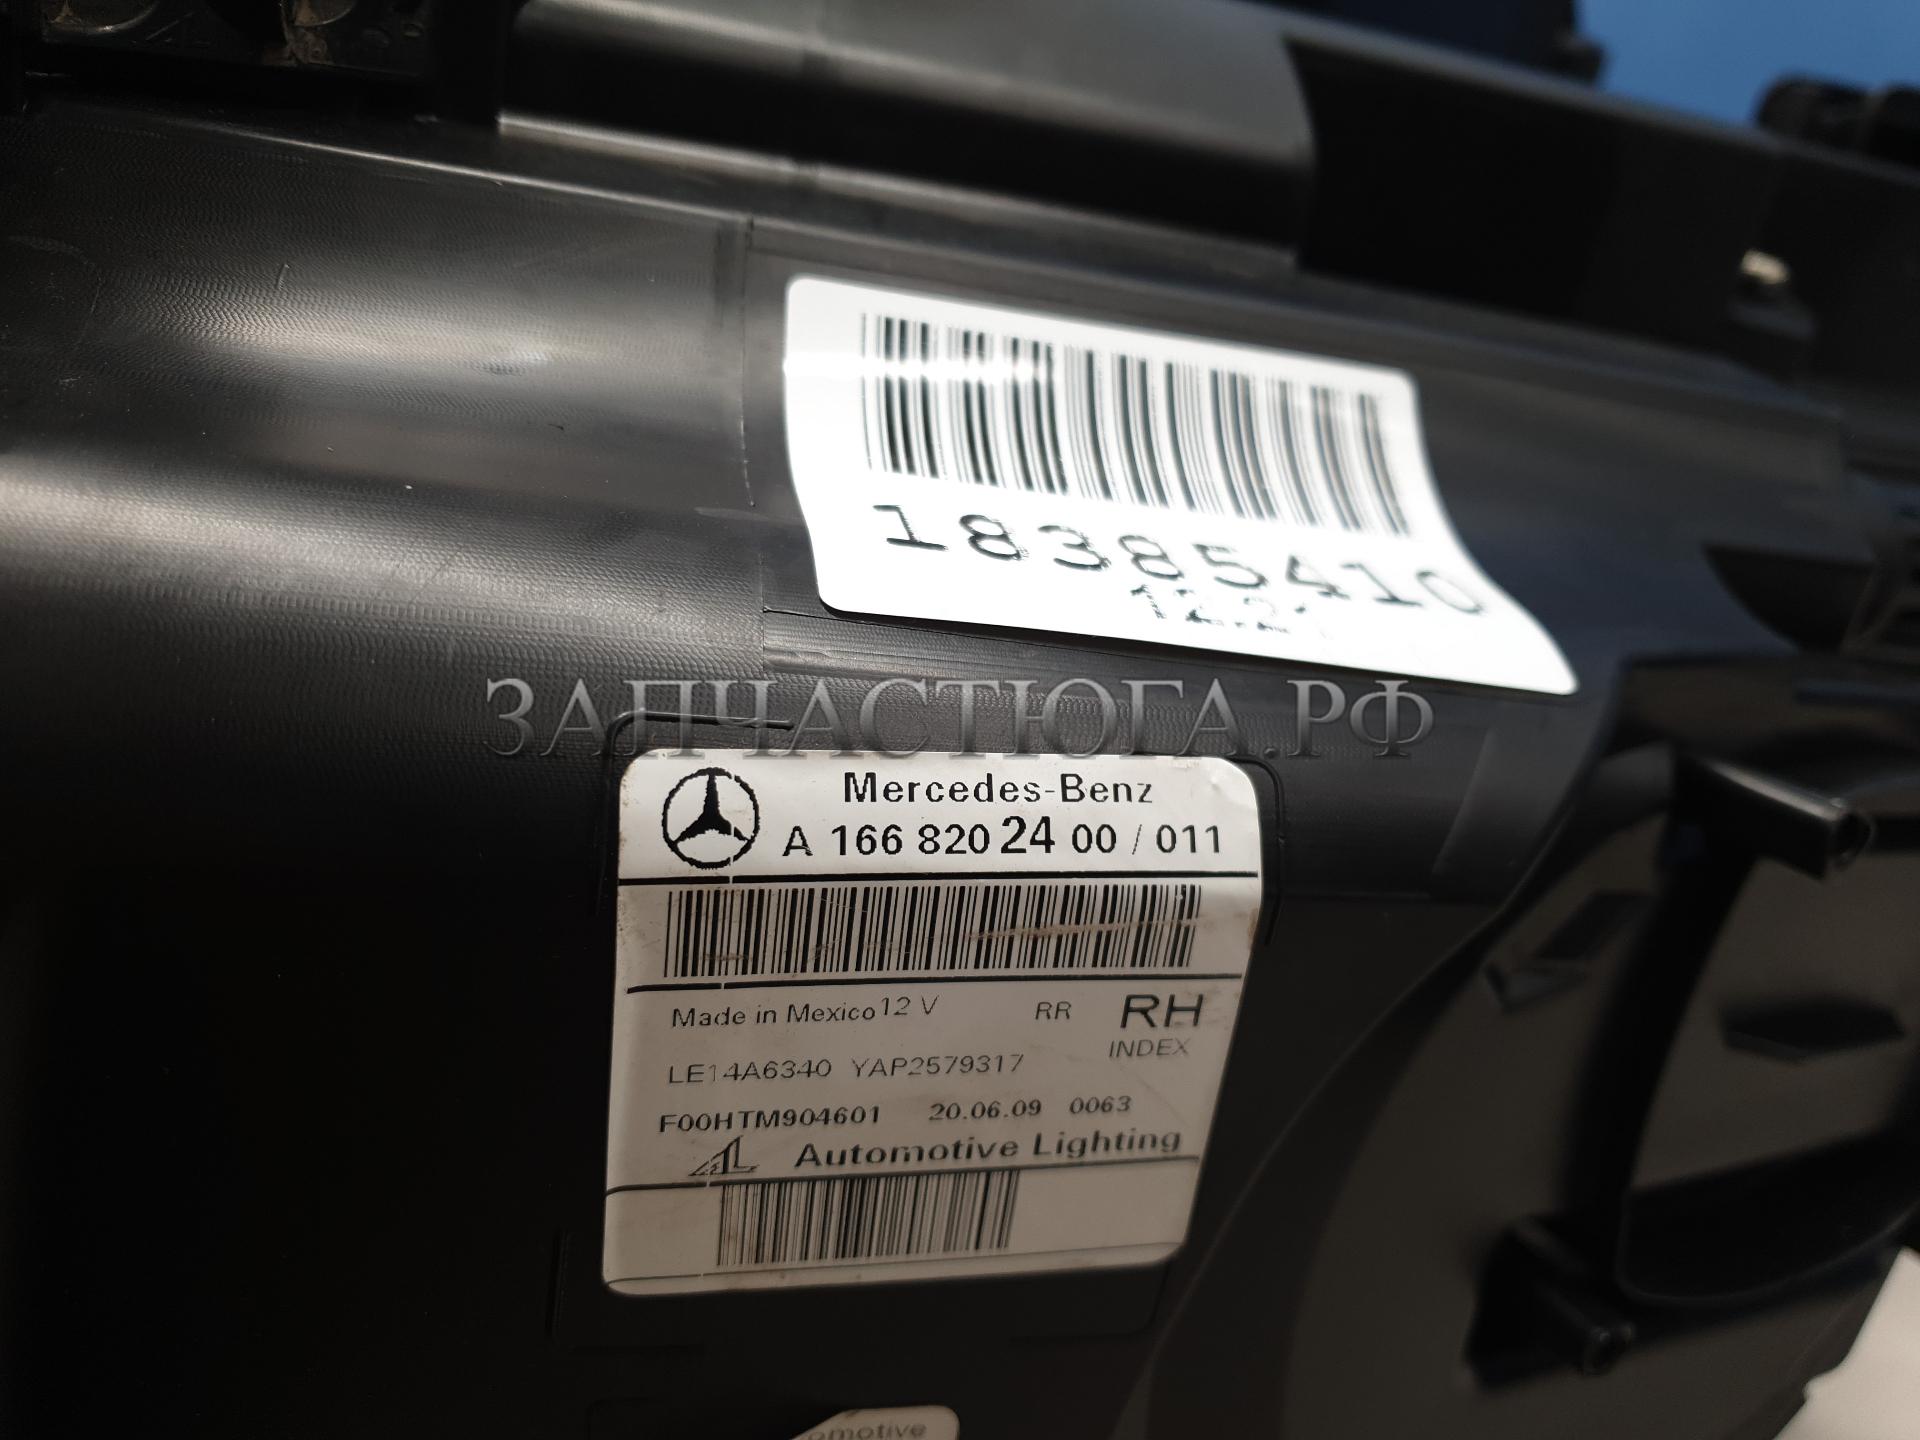 18385410
ЗАПЧАСТЮГА.РФ
Mercedes-Benz
A 166 820 24 00 / 011
Made in Mexico 12 V RR RH
INDEX
LE14A6340 YAP2579317
F00HTM904601 20.06.09 0063
AL Automotive Lighting